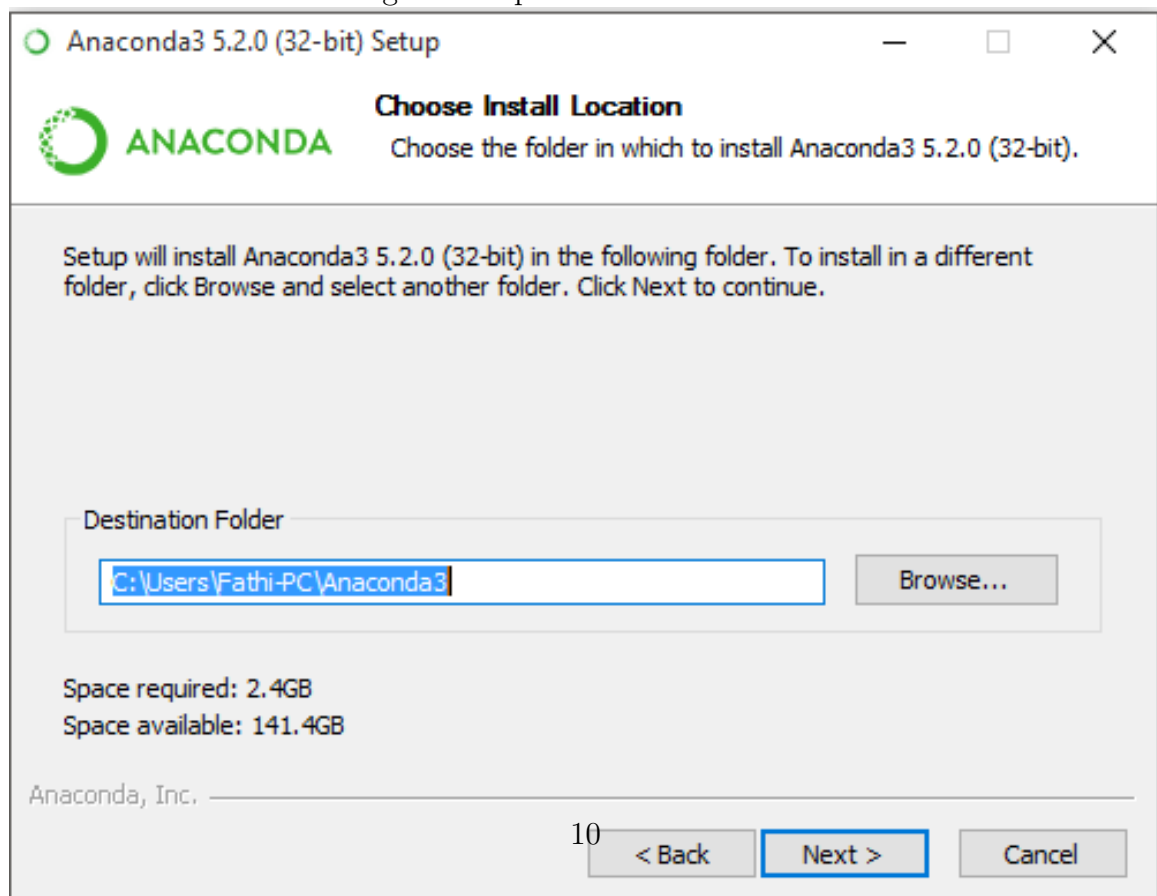 Anaconda3 5.2.0 (32-bit) Setup
ANACONDA
Choose Install Location
Choose the folder in which to install Anaconda3 5.2.0 (32-bit).
Setup will install Anaconda3 5.2.0 (32-bit) in the following folder. To install in a different
folder, click Browse and select another folder. Click Next to continue.
Destination Folder
C:\Users\Fathi-PC\Anaconda3
Browse...
Space required: 2.4GB
Space available: 141.4GB
Anaconda, Inc.
10
< Back
Next >
Cancel